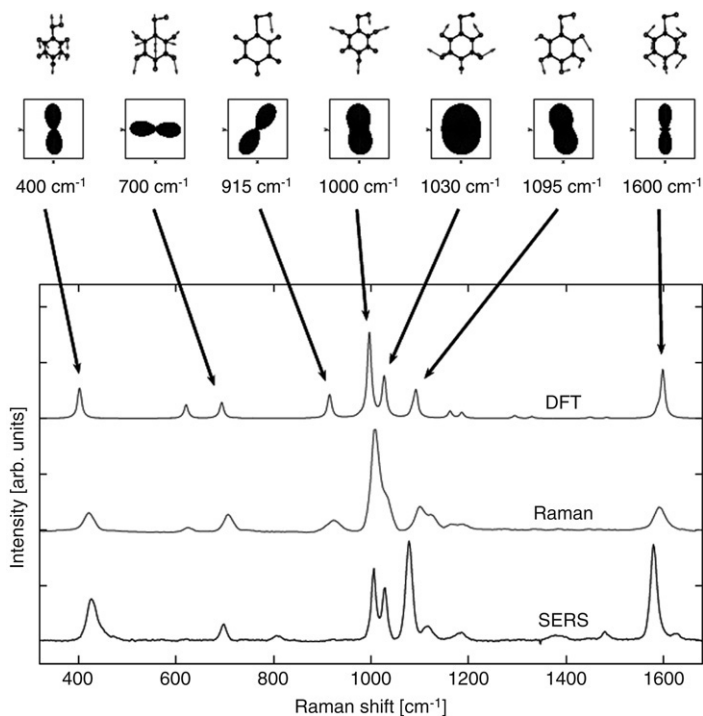 y y y y y y y
x x x x x x x
400 cm⁻¹ 700 cm⁻¹ 915 cm⁻¹ 1000 cm⁻¹ 1030 cm⁻¹ 1095 cm⁻¹ 1600 cm⁻¹
DFT
Raman
SERS
Intensity [arb. units]
400 600 800 1000 1200 1400 1600
Raman shift [cm⁻¹]